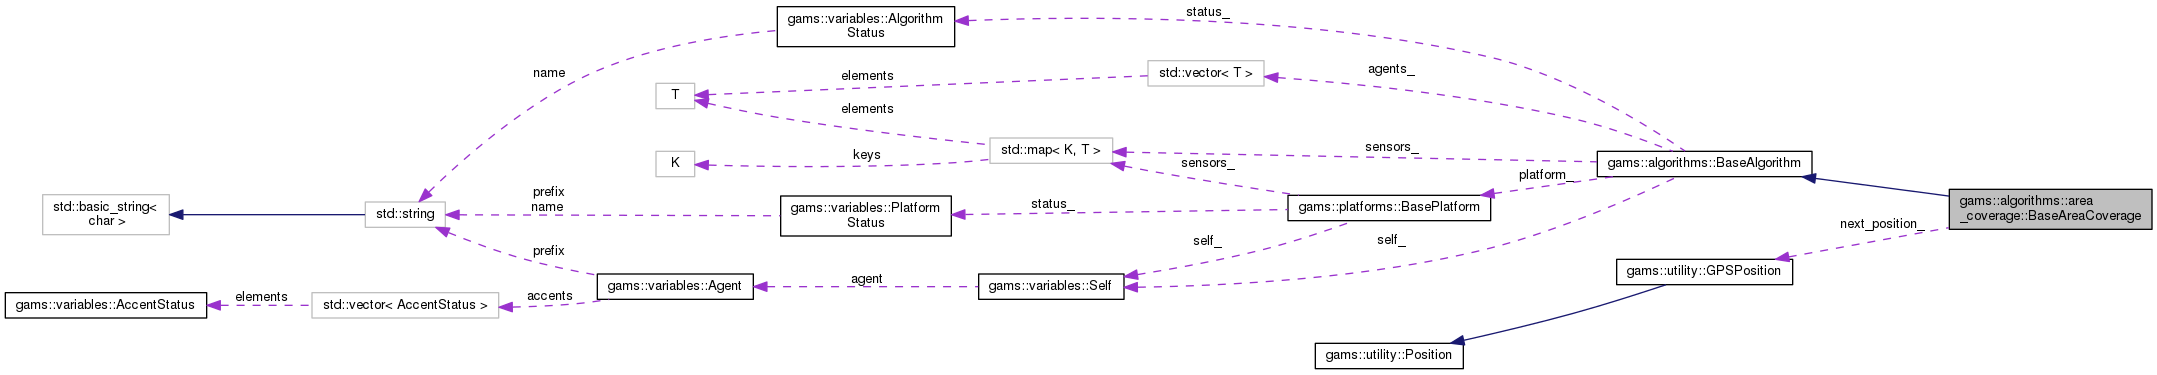 gams::variables::Algorithm
Status
status_
name
elements
std::vector< T >
agents_
T
elements
std::map< K, T >
keys
K
sensors_
sensors_
gams::algorithms::BaseAlgorithm
platform_
std::basic_string<
char >
std::string
prefix
name
gams::variables::Platform
Status
status_
gams::platforms::BasePlatform
gams::algorithms::area
_coverage::BaseAreaCoverage
next_position_
self_
self_
prefix
gams::utility::GPSPosition
agent
gams::variables::Agent
gams::variables::Self
accents
gams::variables::AccentStatus
elements
std::vector< AccentStatus >
gams::utility::Position